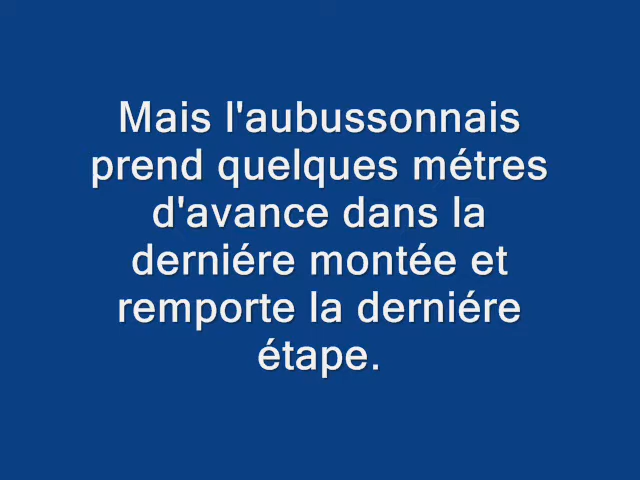 Mais l'aubussonnais
prend quelques métres
d'avance dans la
derniére montée et
remporte la derniére
étape.